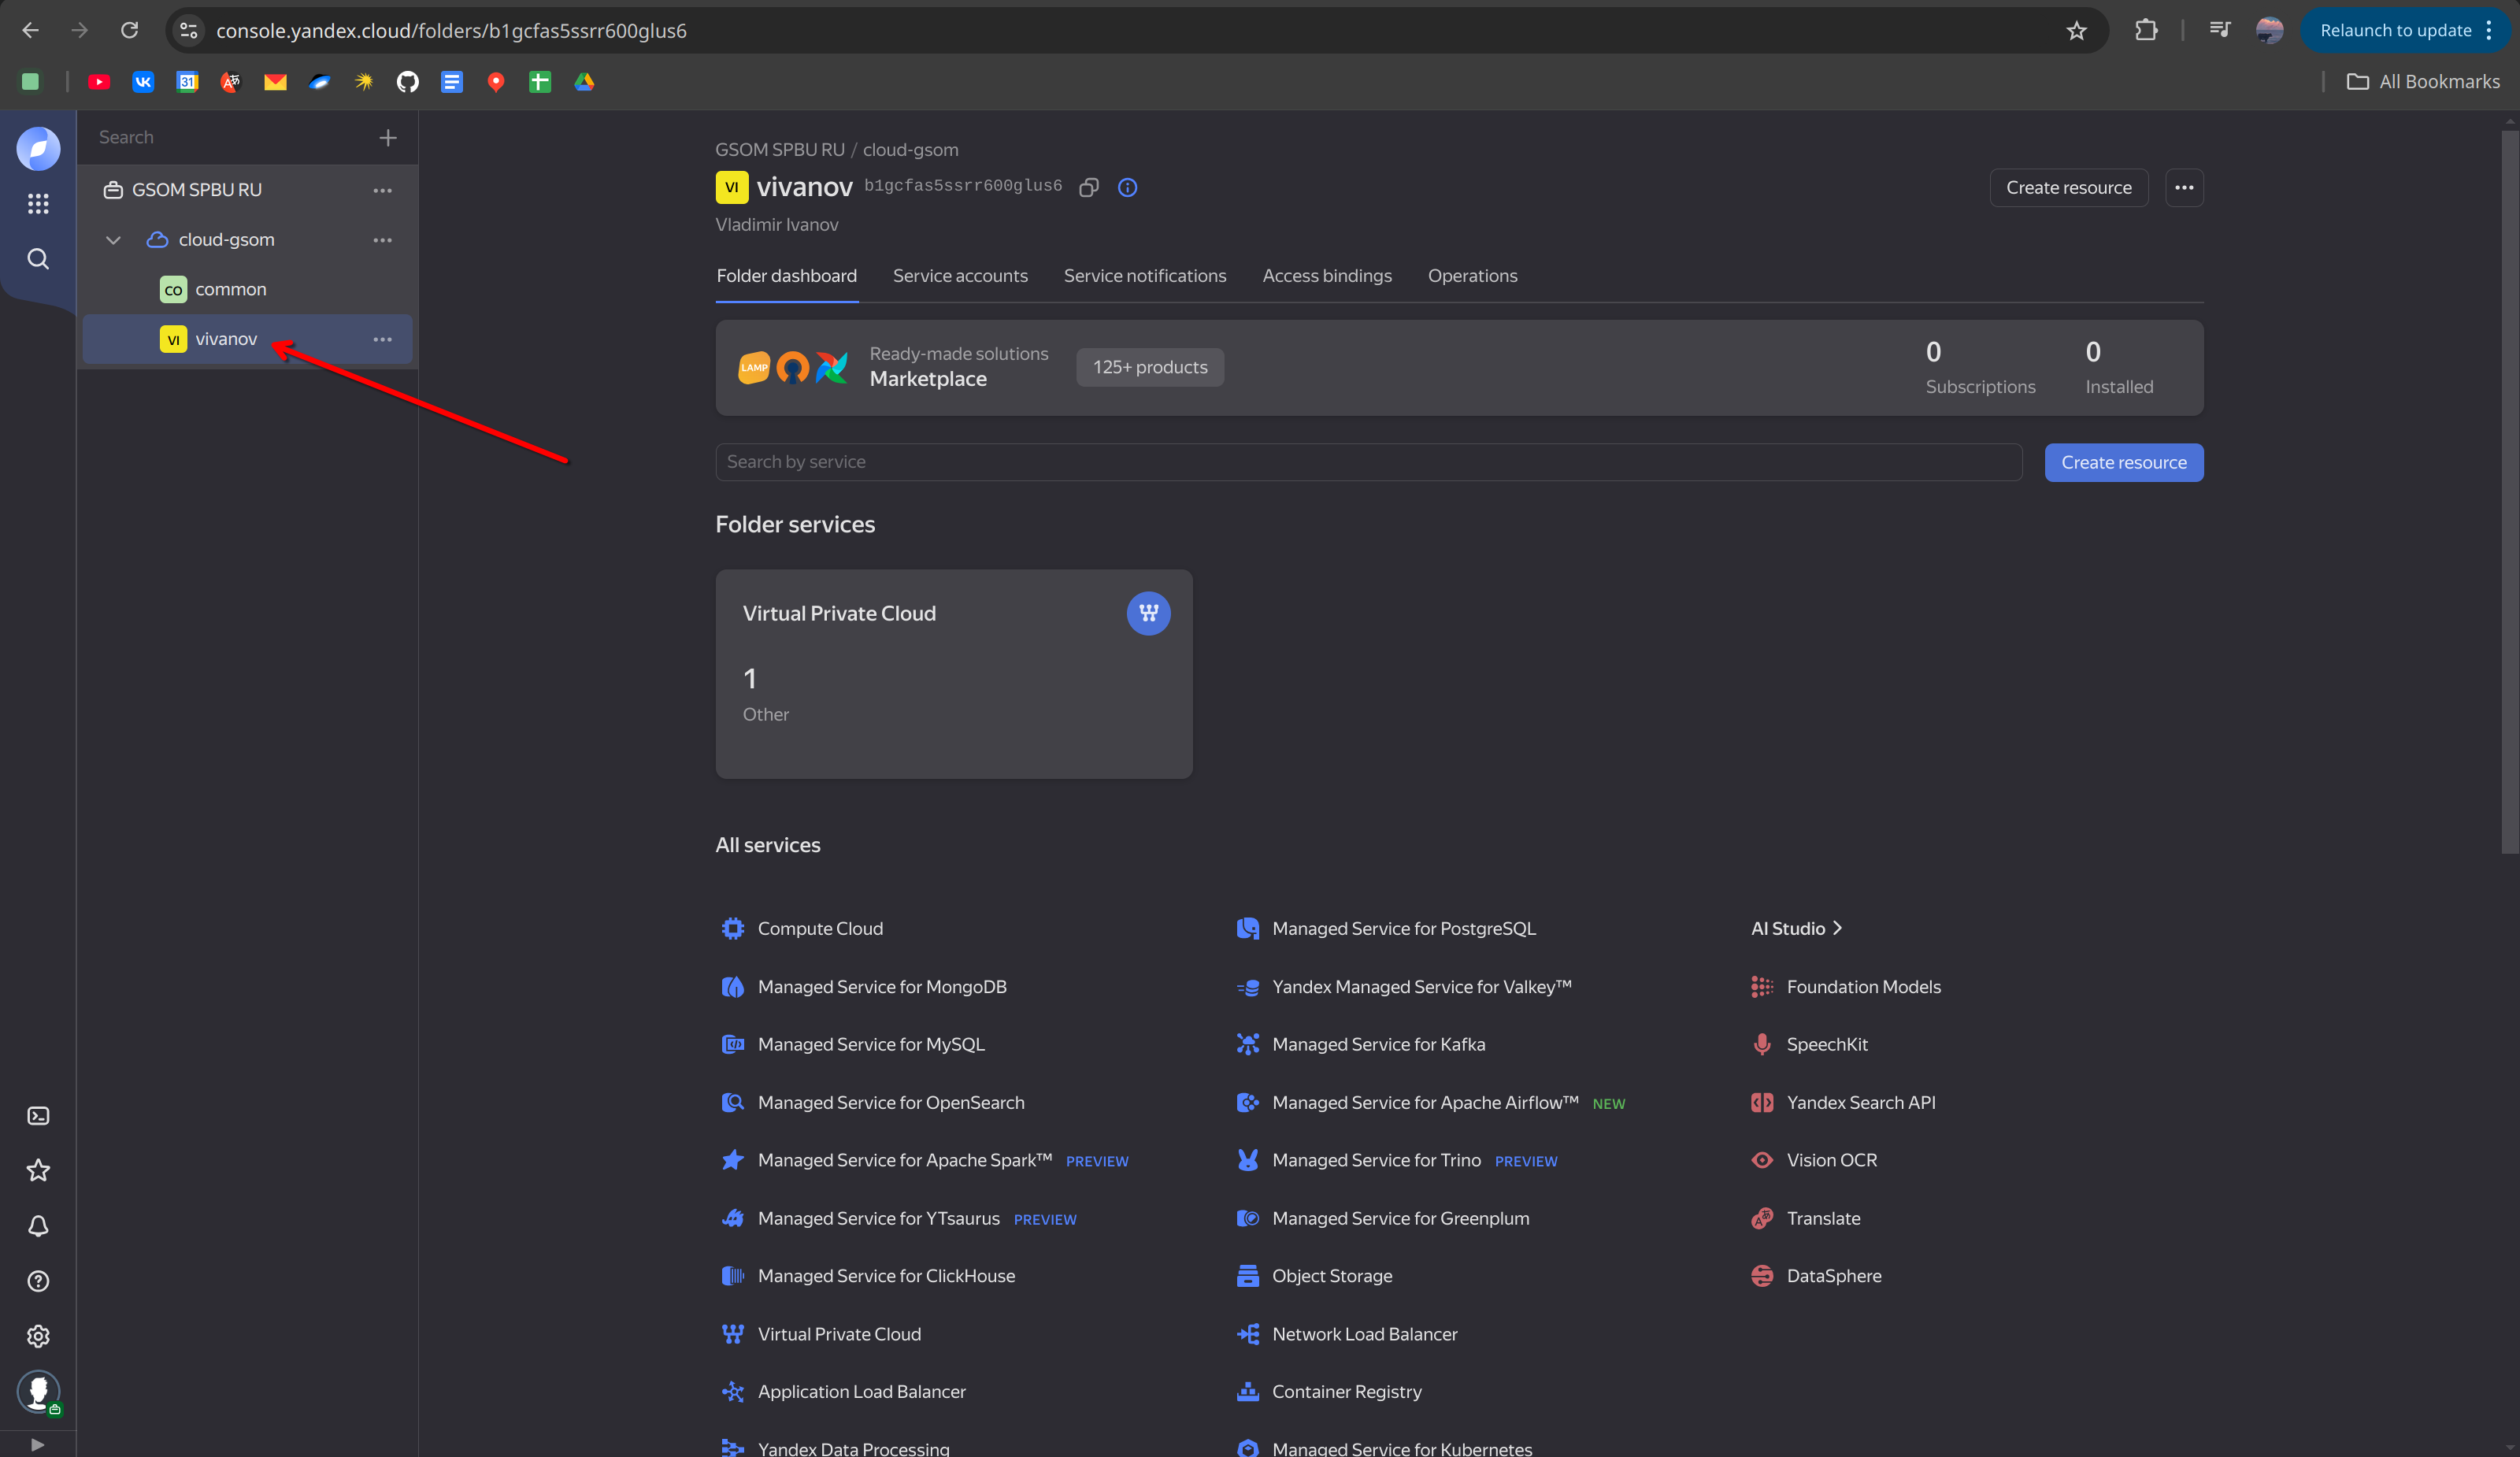 console.yandex.cloud/folders/b1gcfas5ssrr600glus6
Relaunch to update
All Bookmarks
Search
GSOM SPBU RU
cloud-gsom
CO common
VI vivanov
GSOM SPBU RU / cloud-gsom
VI vivanov b1gcfas5ssrr600glus6
Vladimir Ivanov
Create resource
Folder dashboard
Service accounts
Service notifications
Access bindings
Operations
LAMP
Ready-made solutions
Marketplace
125+ products
0
Subscriptions
0
Installed
Search by service
Create resource
Folder services
Virtual Private Cloud
1
Other
All services
Compute Cloud
Managed Service for MongoDB
Managed Service for MySQL
Managed Service for OpenSearch
Managed Service for Apache Spark™ PREVIEW
Managed Service for YTsaurus PREVIEW
Managed Service for ClickHouse
Virtual Private Cloud
Application Load Balancer
Yandex Data Processing
Managed Service for PostgreSQL
Yandex Managed Service for Valkey™
Managed Service for Kafka
Managed Service for Apache Airflow™ NEW
Managed Service for Trino PREVIEW
Managed Service for Greenplum
Object Storage
Network Load Balancer
Container Registry
Managed Service for Kubernetes
AI Studio
Foundation Models
SpeechKit
Yandex Search API
Vision OCR
Translate
DataSphere